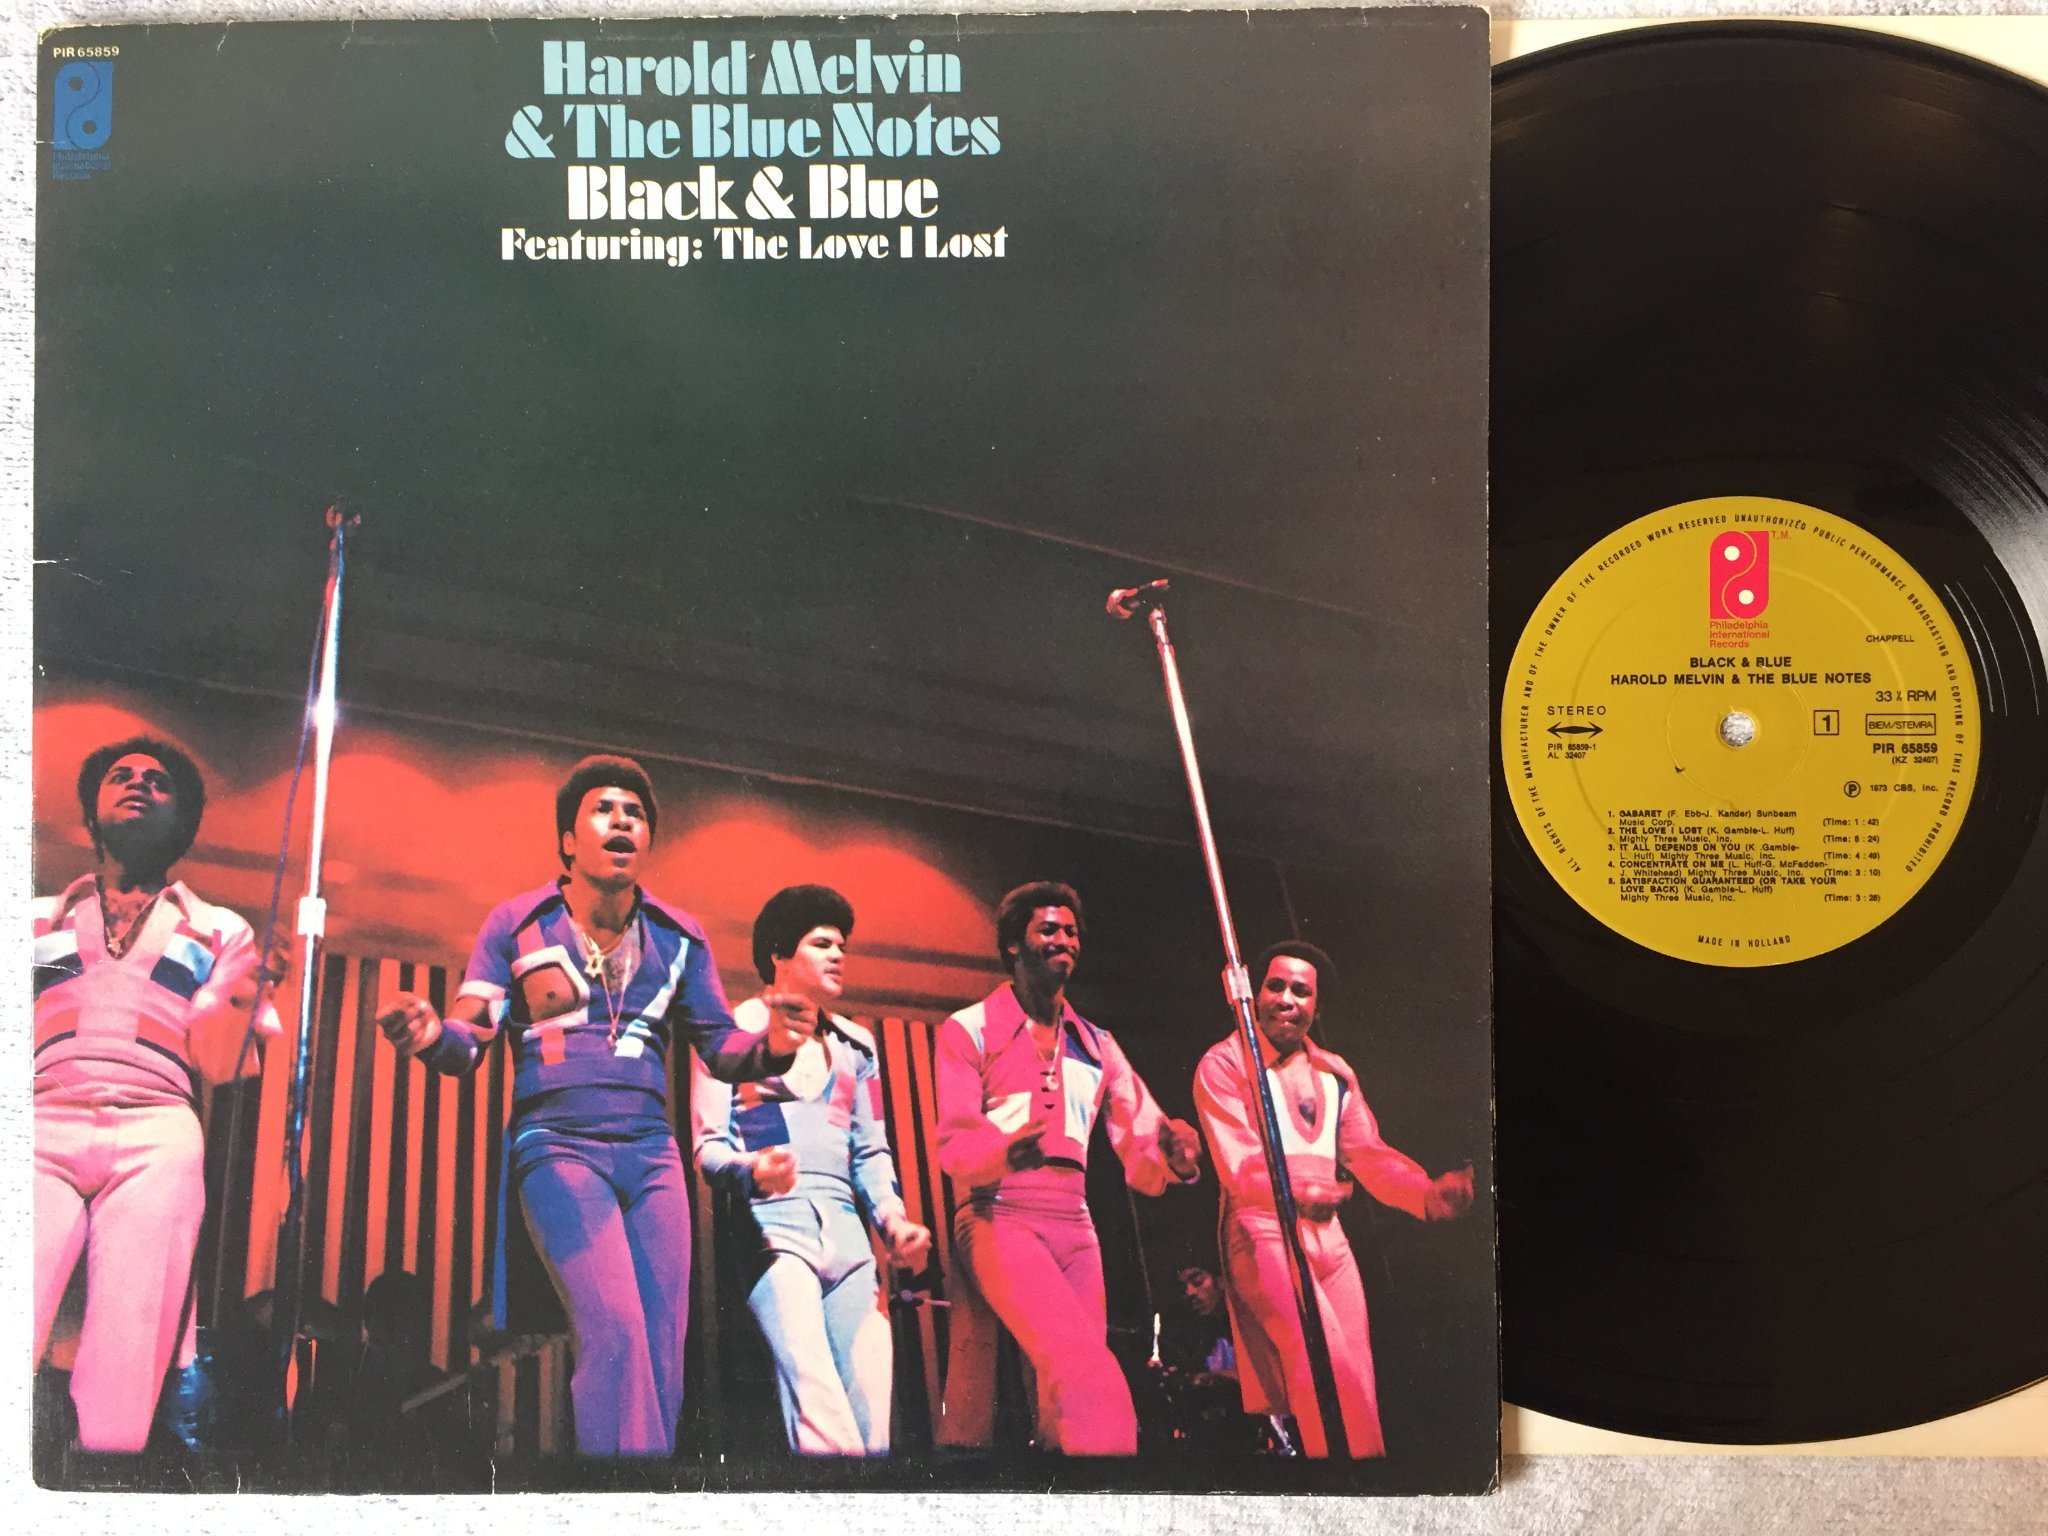 PIR 65859
Philadelphia
International
Records
Harold Melvin
& The Blue Notes
Black & Blue
Featuring: The Love I Lost
ALL RIGHTS OF THE MANUFACTURER AND OF THE OWNER OF THE RECORDED WORK RESERVED UNAUTHORIZED PUBLIC PERFORMANCE BROADCASTING AND COPYING OF THIS RECORD PROHIBITED
T.M.
Philadelphia
International
Records
CHAPPELL
BLACK & BLUE
HAROLD MELVIN & THE BLUE NOTES
33 ⅓ RPM
STEREO
1
BIEM/STEMRA
PIR 65859-1
AL 32407
PIR 65859
(KZ 32407)
℗ 1973 CBS, Inc.
1. GABARET (F. Ebb-J. Kander) Sunbeam
Music Corp. (Time: 1 : 42)
2. THE LOVE I LOST (K. Gamble-L. Huff)
Mighty Three Music, Inc. (Time: 6 : 24)
3. IT ALL DEPENDS ON YOU (K .Gamble-
L. Huff) Mighty Three Music, Inc. (Time: 4 : 49)
4. CONCENTRATE ON ME (L. Huff-G. McFadden-
J. Whitehead) Mighty Three Music, Inc. (Time: 3 : 10)
5. SATISFACTION GUARANTEED (OR TAKE YOUR
LOVE BACK) (K. Gamble-L. Huff)
Mighty Three Music, Inc. (Time: 3 : 28)
MADE IN HOLLAND